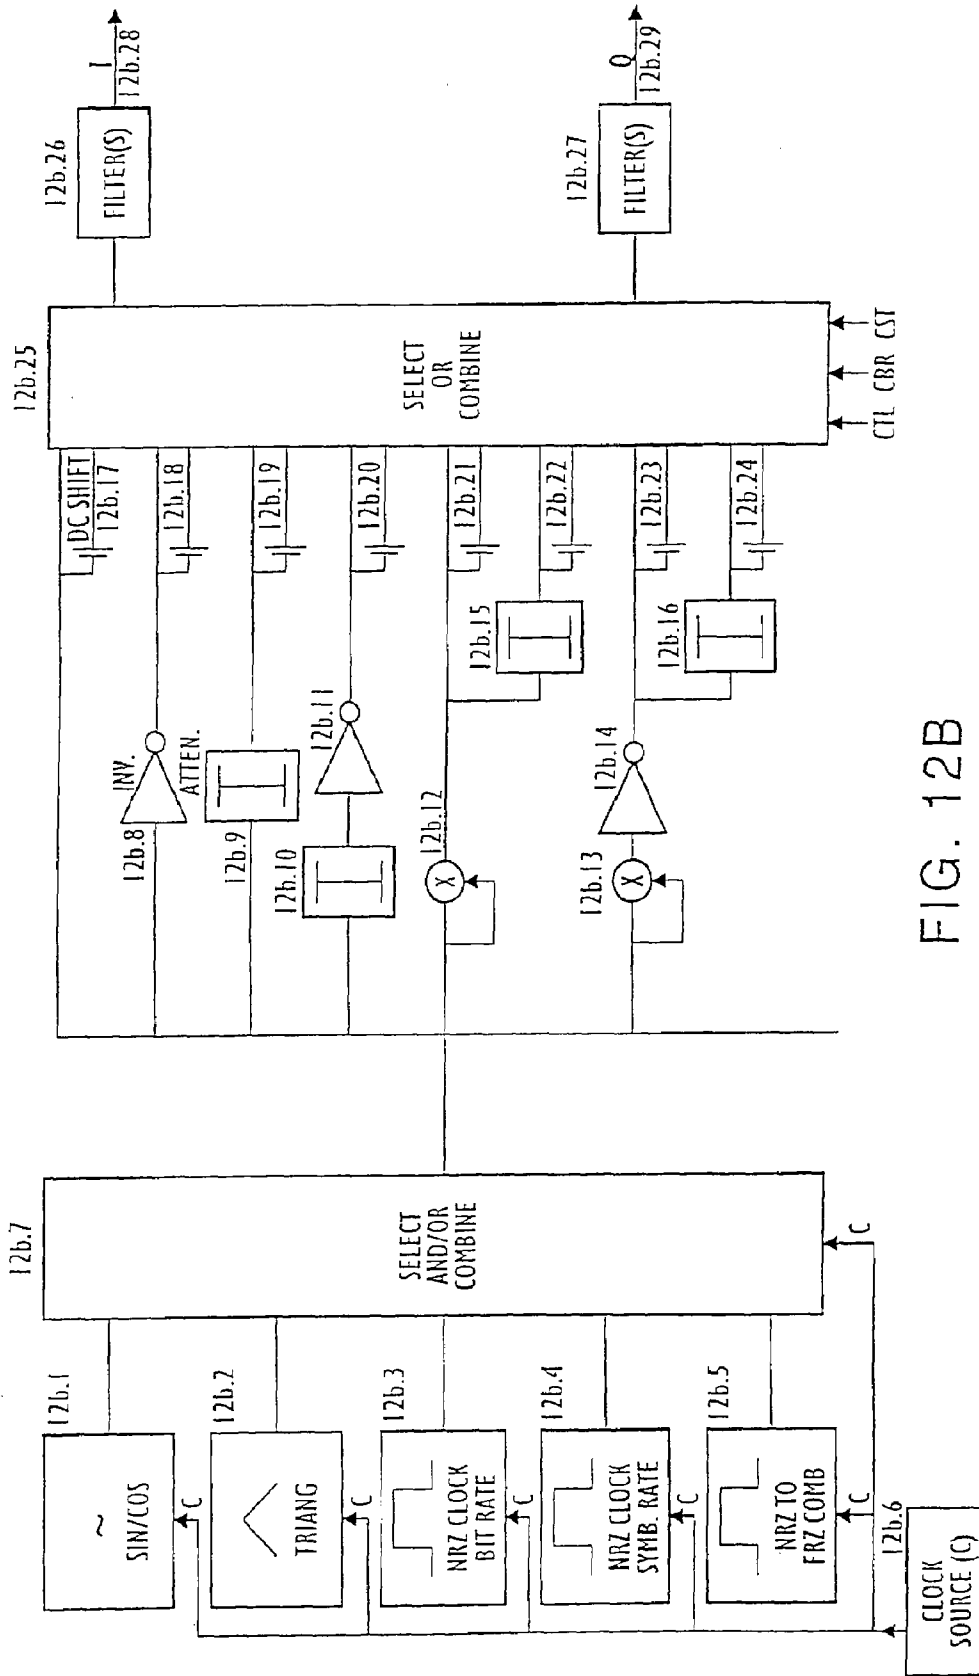 12b.1
~
SIN/COS
C
12b.2
TRIANG
C
12b.3
NRZ CLOCK
BIT RATE
C
12b.4
NRZ CLOCK
SYMB. RATE
C
12b.5
NRZ TO
FRZ COMB
C
12b.6
CLOCK
SOURCE (C)
12b.7
SELECT
AND/OR
COMBINE
C
12b.8
INV.
ATTEN.
12b.9
12b.10
12b.11
12b.12
X
12b.13
X
12b.14
12b.15
12b.16
DC SHIFT
12b.17
12b.18
12b.19
12b.20
12b.21
12b.22
12b.23
12b.24
12b.25
SELECT
OR
COMBINE
CTL CBR CST
12b.26
FILTER(S)
I
12b.28
12b.27
FILTER(S)
Q
12b.29
FIG. 12B